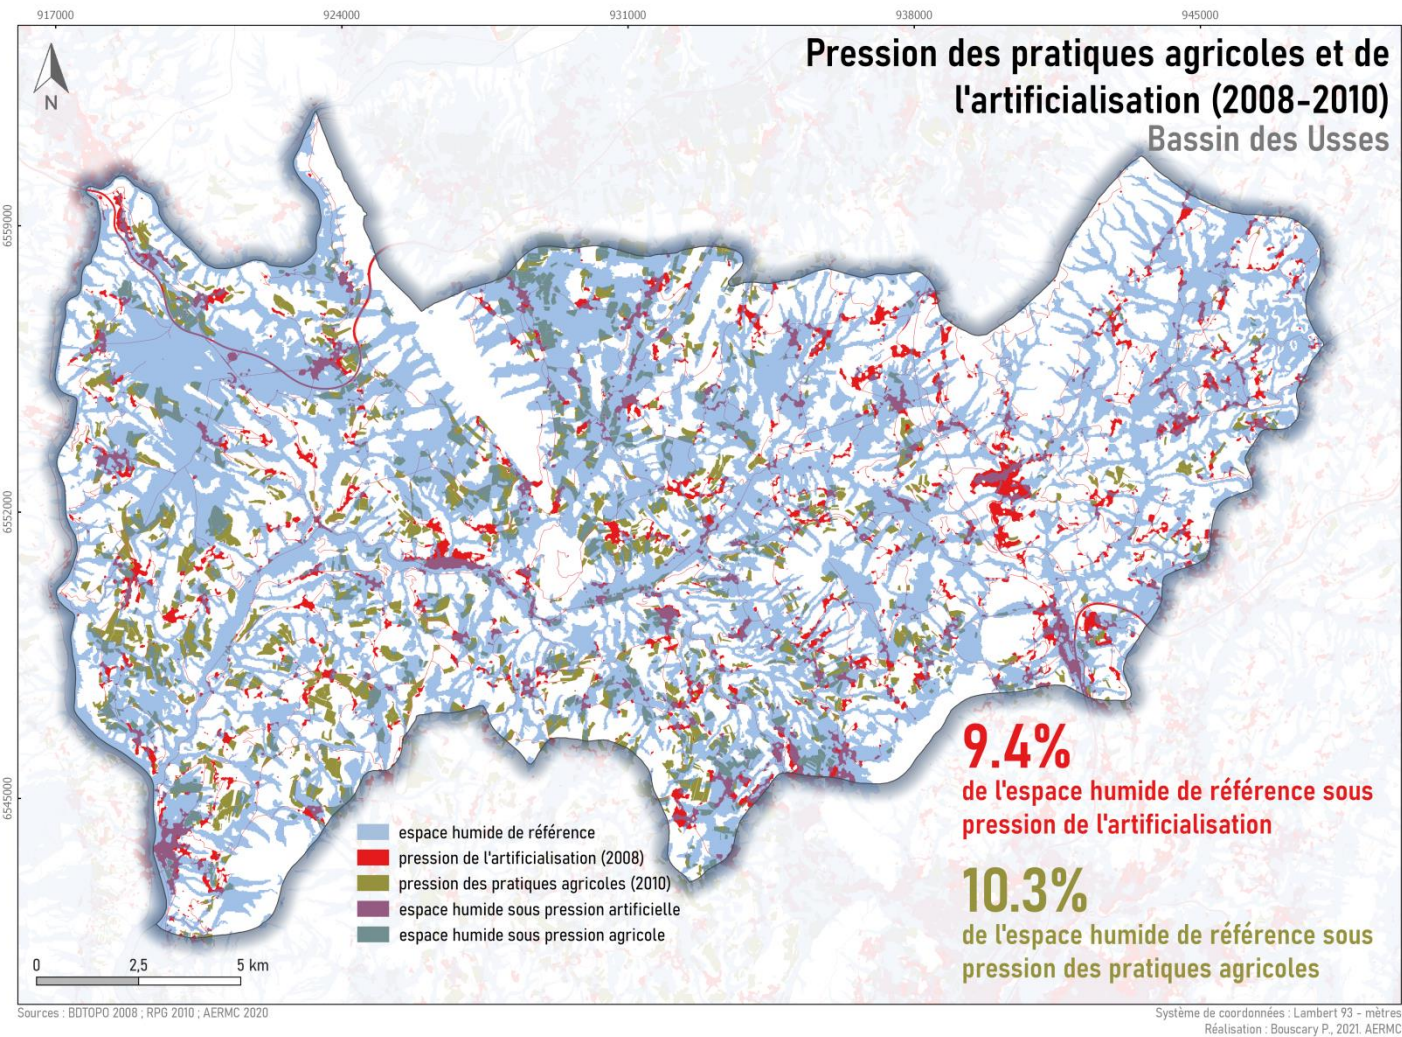 917000
924000
931000
938000
945000
Pression des pratiques agricoles et de
l'artificialisation (2008-2010)
Bassin des Usses
N
6559000
6552000
6545000
9.4%
de l'espace humide de référence sous
pression de l'artificialisation
10.3%
de l'espace humide de référence sous
pression des pratiques agricoles
espace humide de référence
pression de l'artificialisation (2008)
pression des pratiques agricoles (2010)
espace humide sous pression artificielle
espace humide sous pression agricole
0 2,5 5 km
Sources : BDTOPO 2008 ; RPG 2010 ; AERMC 2020
Système de coordonnées : Lambert 93 - mètres
Réalisation : Bouscary P., 2021. AERMC